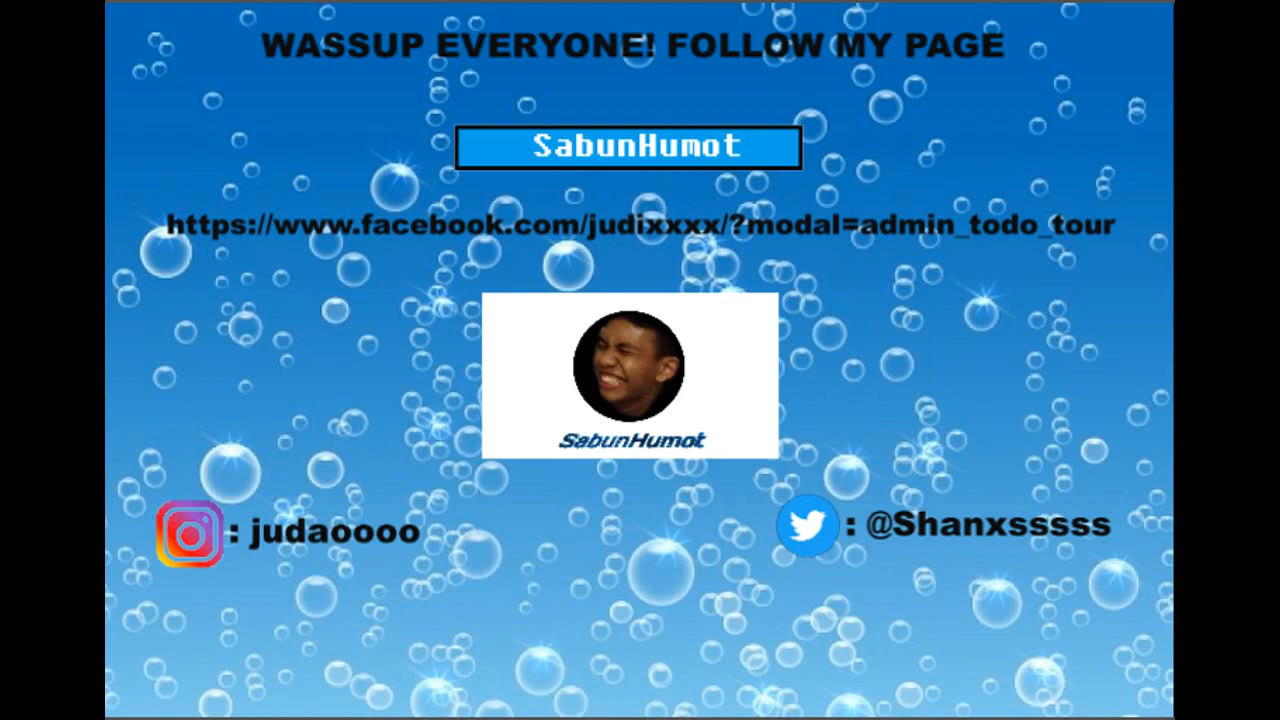 WASSUP EVERYONE! FOLLOW MY PAGE
SabunHumot
https://www.facebook.com/judixxxx/?modal=admin_todo_tour
SabunHumot
: judaoooo
: @Shanxsssss